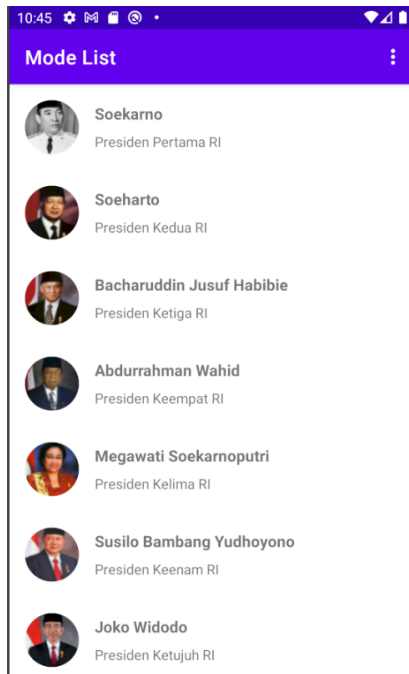 10:45
Mode List
Soekarno
Presiden Pertama RI
Soeharto
Presiden Kedua RI
Bacharuddin Jusuf Habibie
Presiden Ketiga RI
Abdurrahman Wahid
Presiden Keempat RI
Megawati Soekarnoputri
Presiden Kelima RI
Susilo Bambang Yudhoyono
Presiden Keenam RI
Joko Widodo
Presiden Ketujuh RI